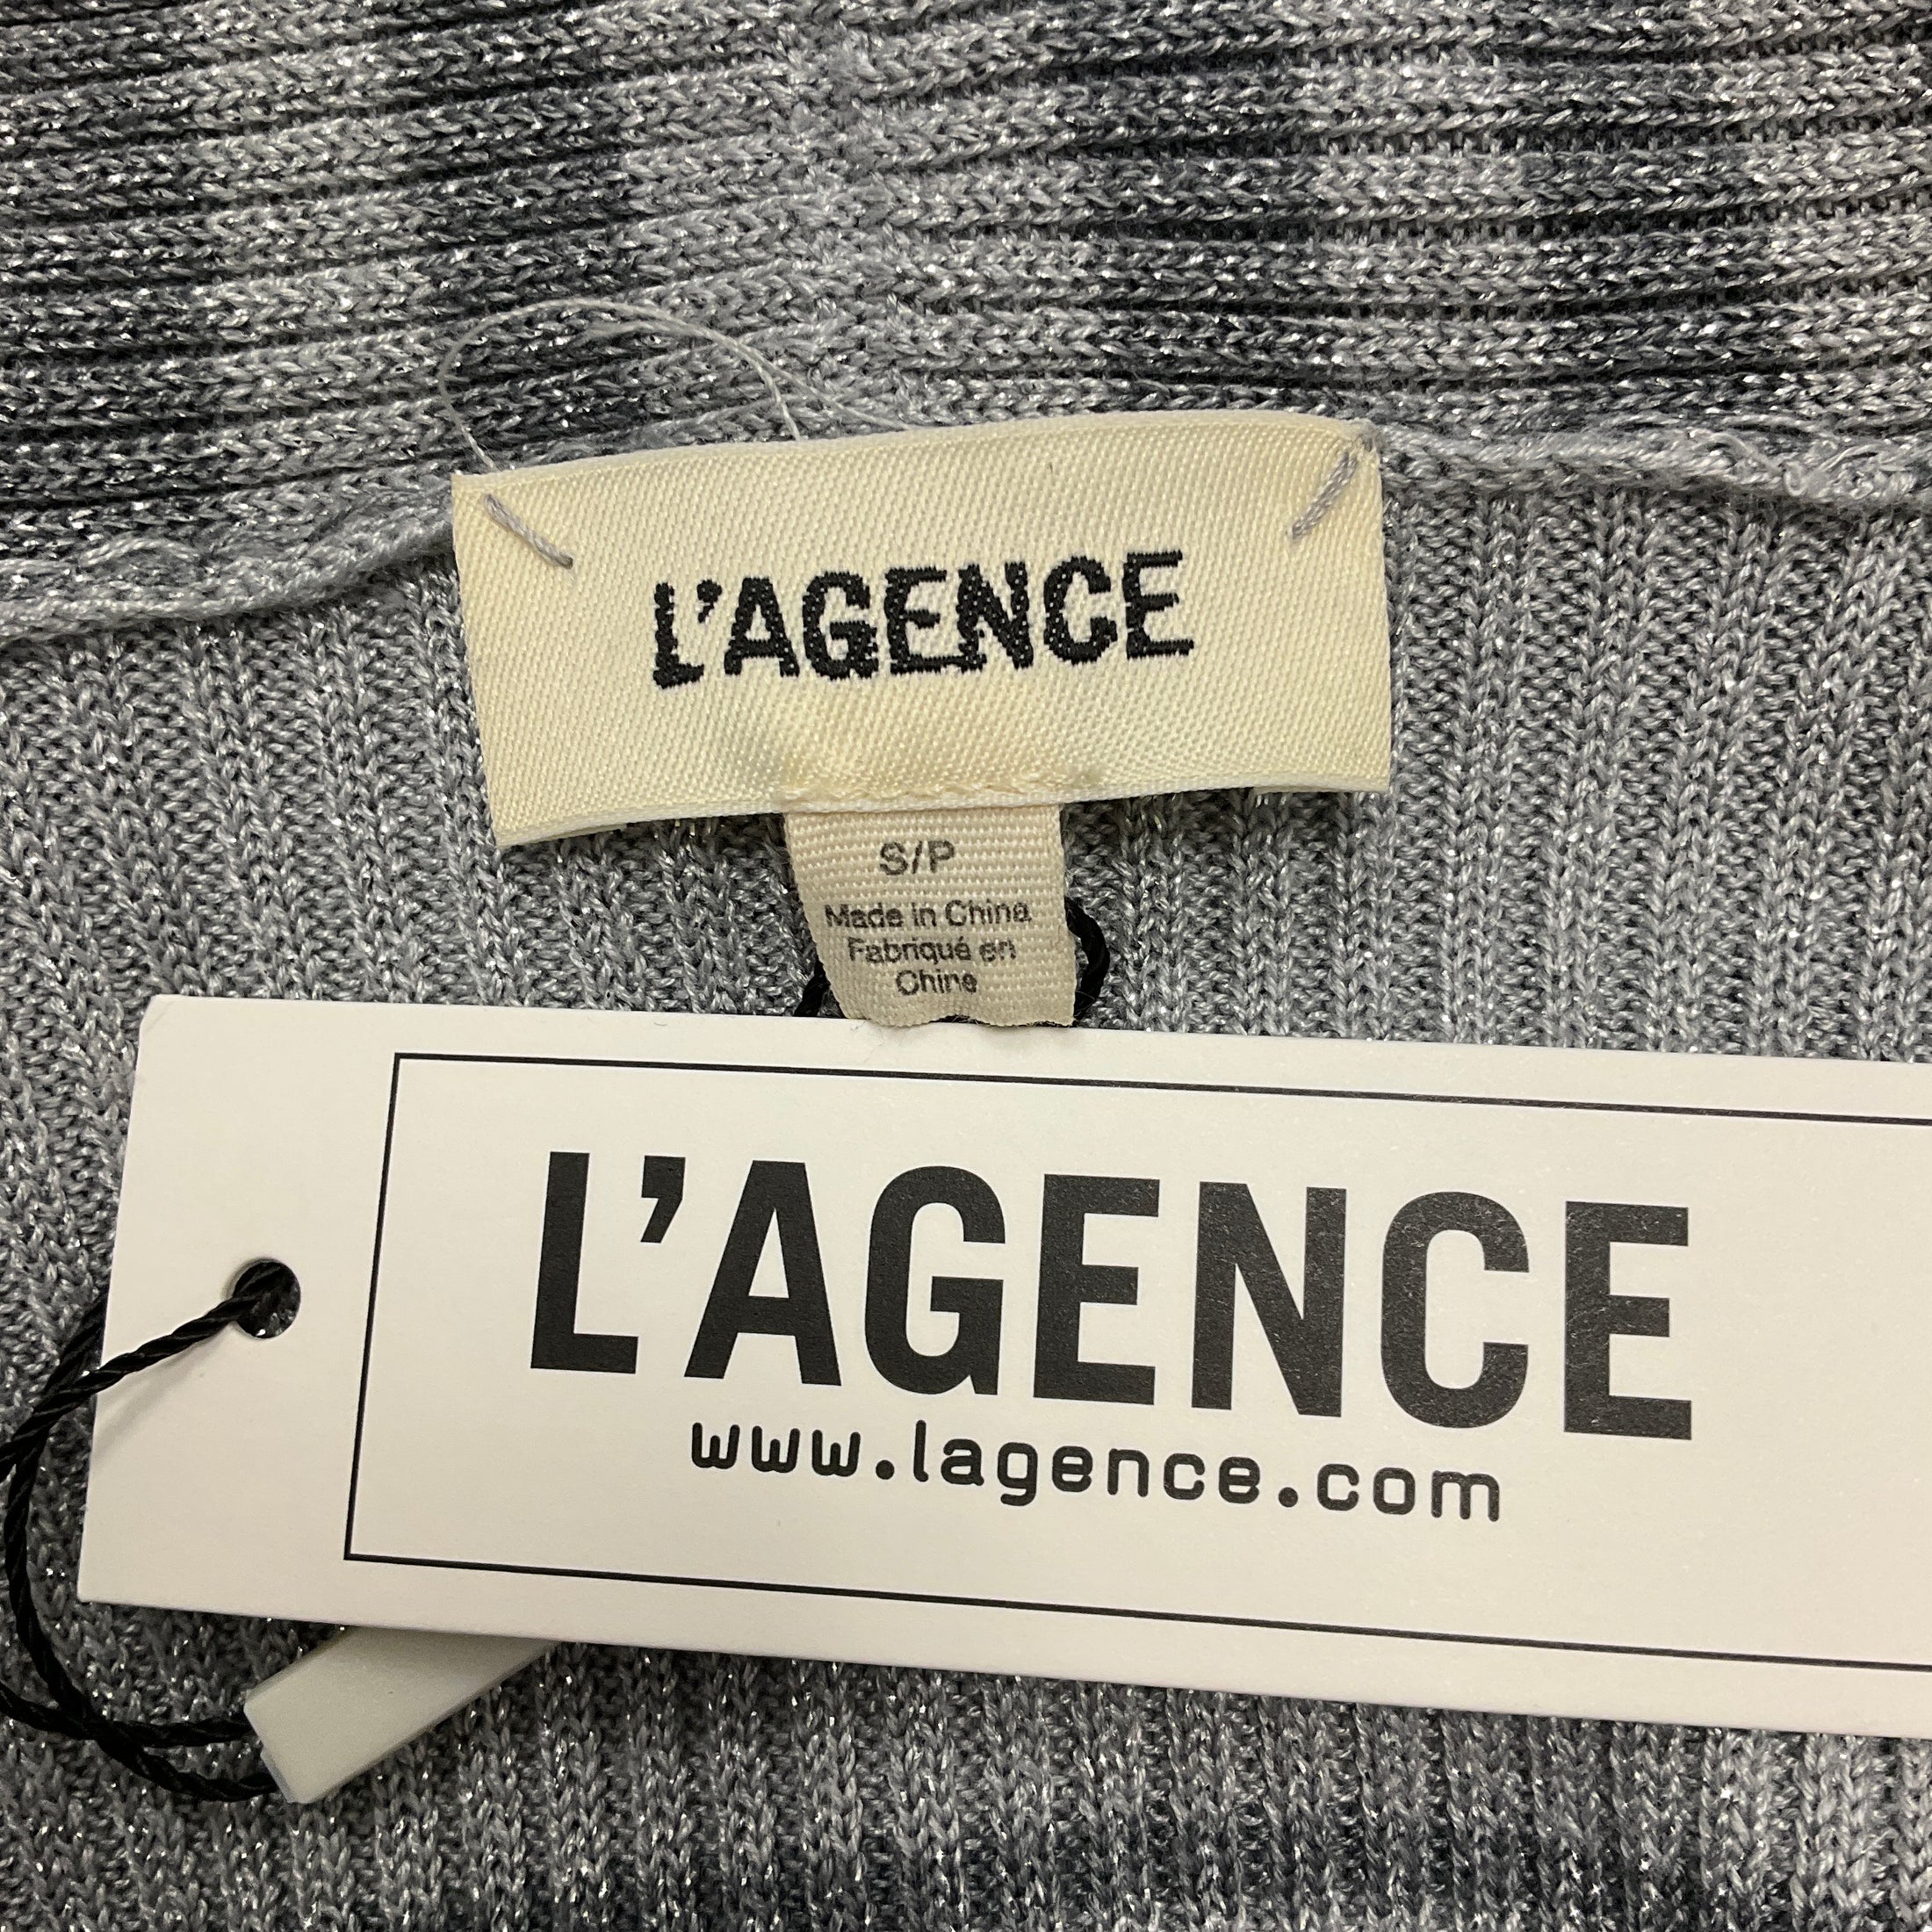 L'AGENCE
S/P
Made in China
Fabriqué en
Chine
L'AGENCE
www.lagence.com